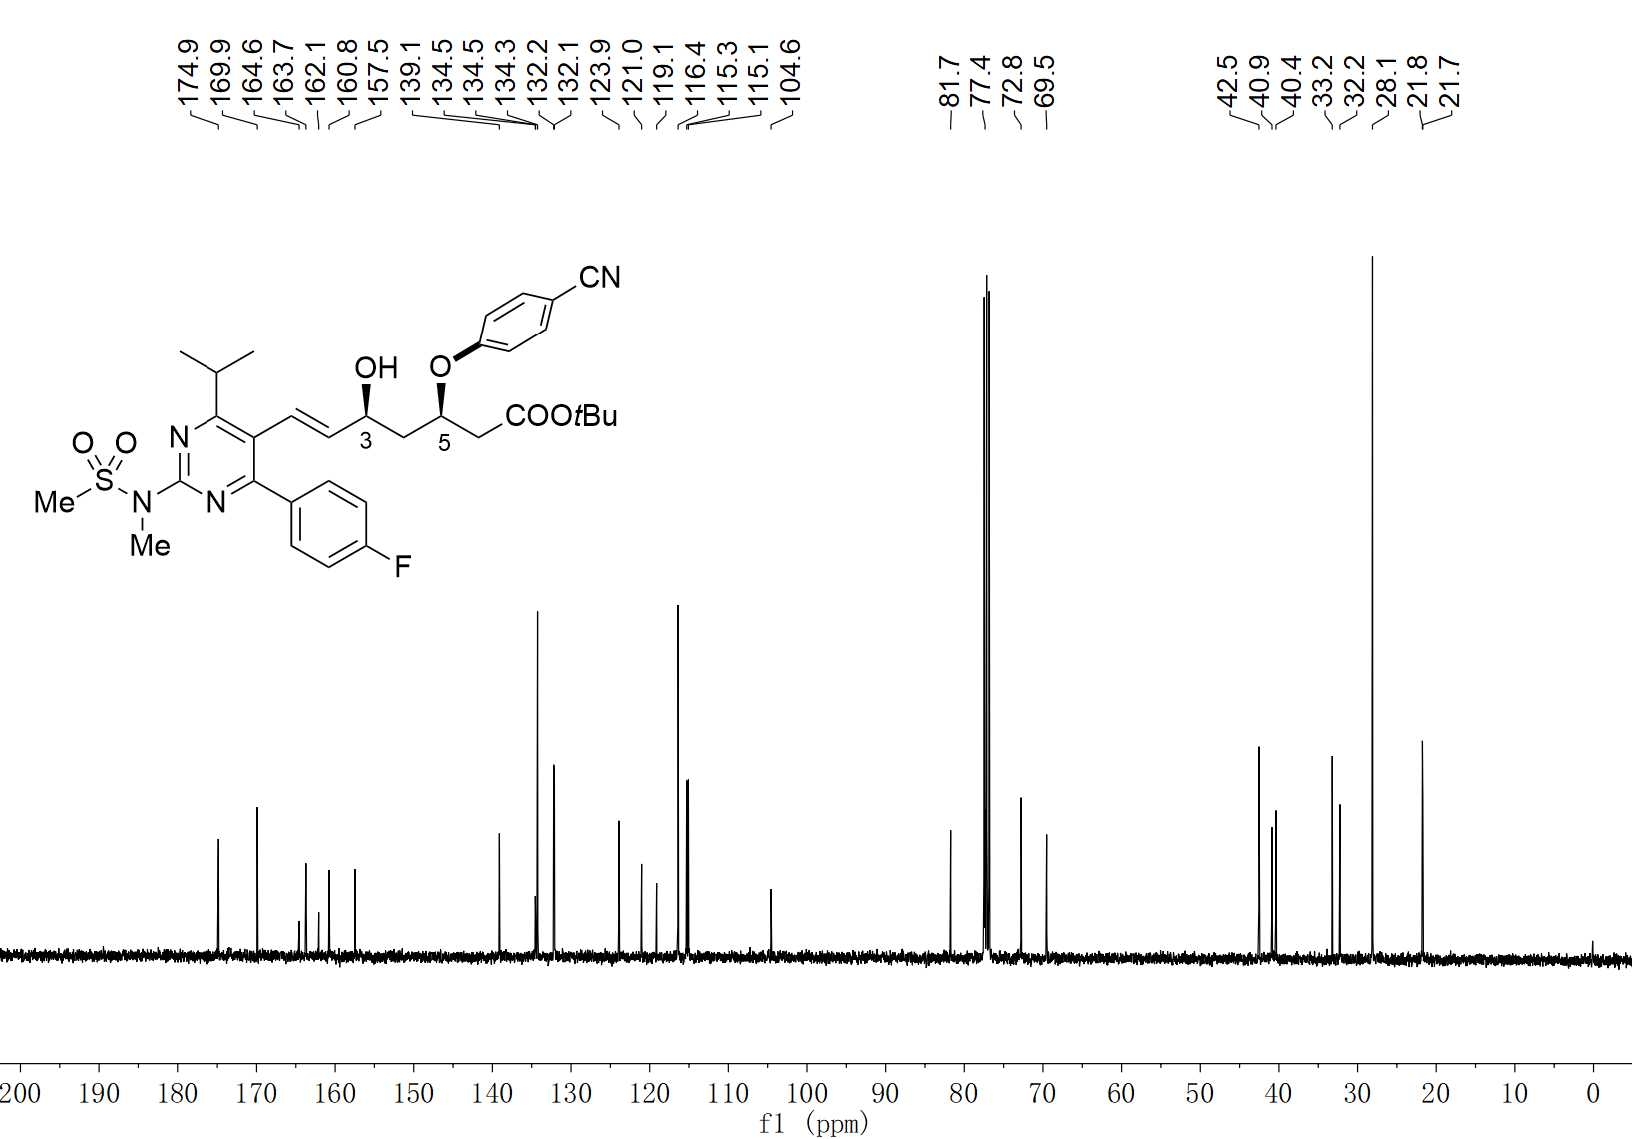 174.9
169.9
164.6
163.7
162.1
160.8
157.5
139.1
134.5
134.5
134.3
132.2
132.1
123.9
121.0
119.1
116.4
115.3
115.1
104.6
81.7
77.4
72.8
69.5
42.5
40.9
40.4
33.2
32.2
28.1
21.8
21.7
CN
OH
O
COOtBu
3
5
N
O
O
S
N
Me
N
Me
F
200 190 180 170 160 150 140 130 120 110 100 90 80 70 60 50 40 30 20 10 0
f1 (ppm)